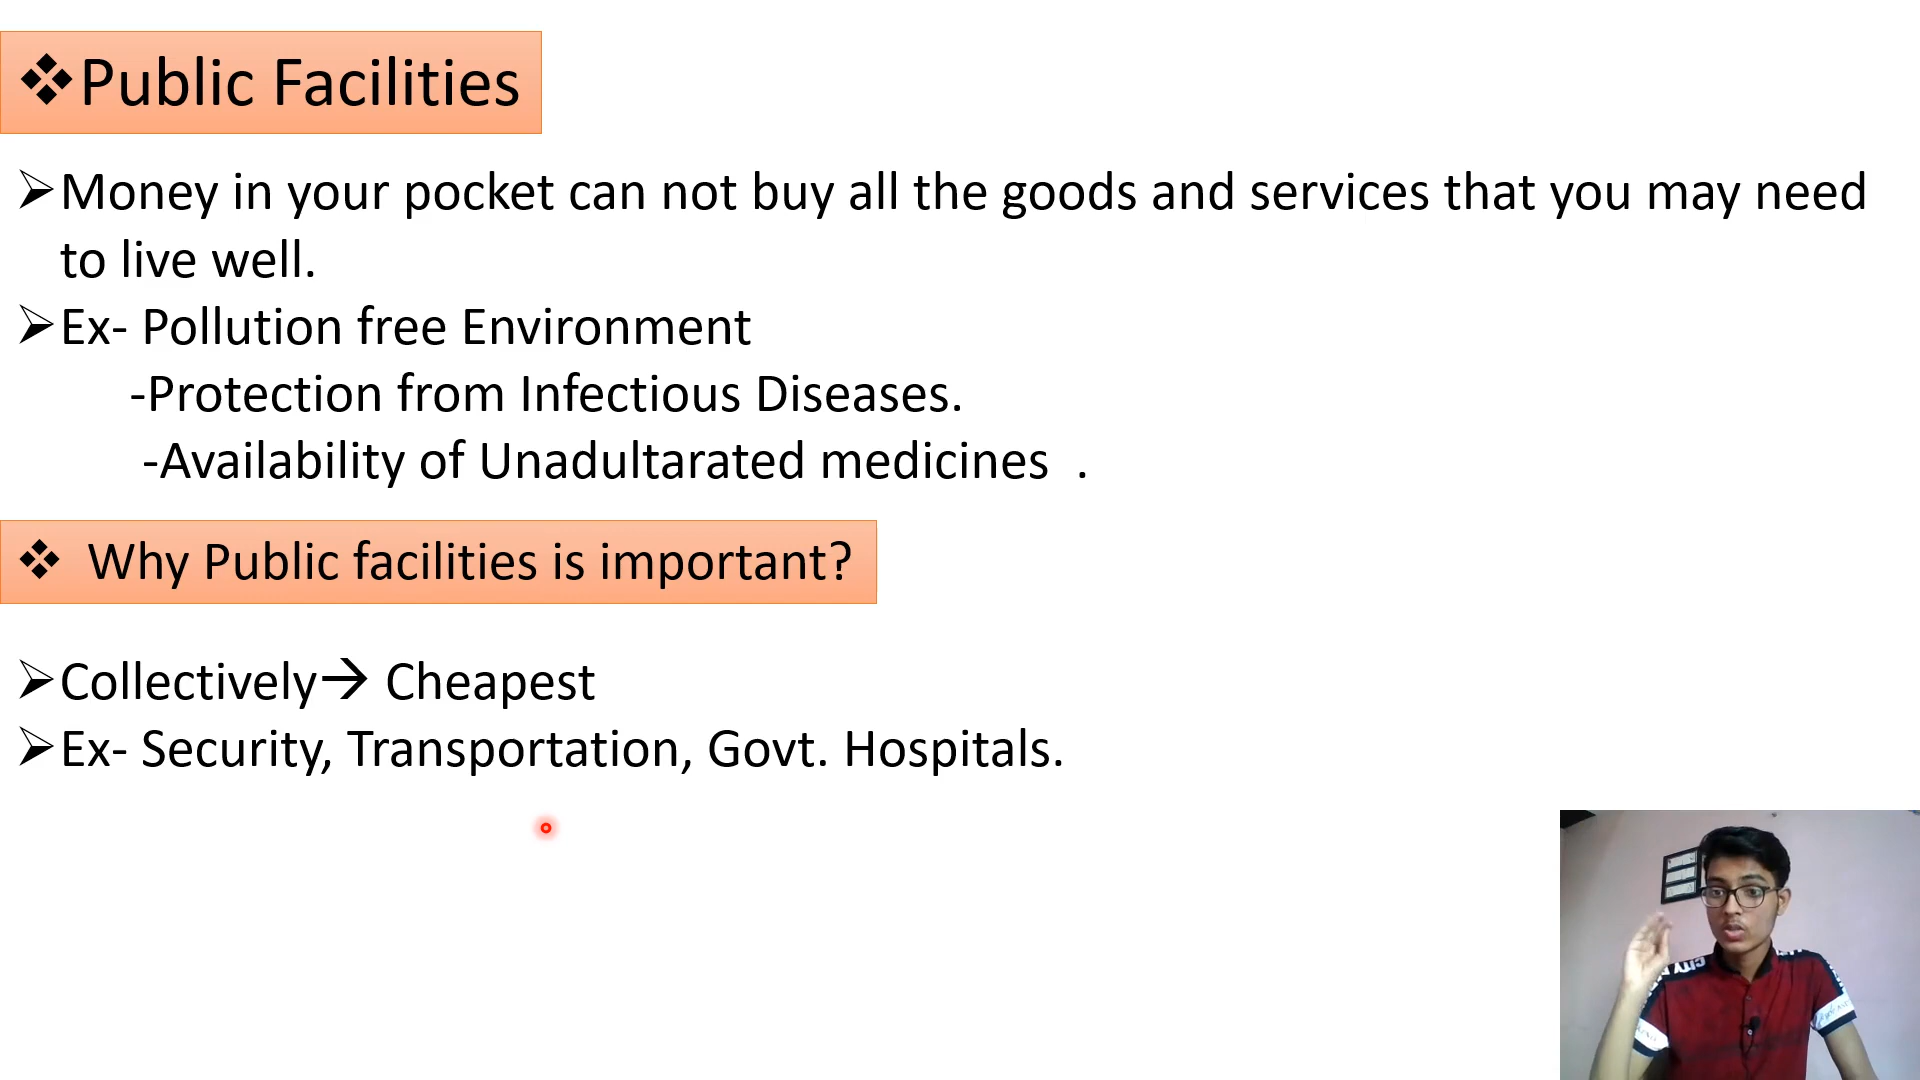 ❖Public Facilities
➢Money in your pocket can not buy all the goods and services that you may need
to live well.
➢Ex- Pollution free Environment
-Protection from Infectious Diseases.
-Availability of Unadultarated medicines .
❖ Why Public facilities is important?
➢Collectively→ Cheapest
➢Ex- Security, Transportation, Govt. Hospitals.